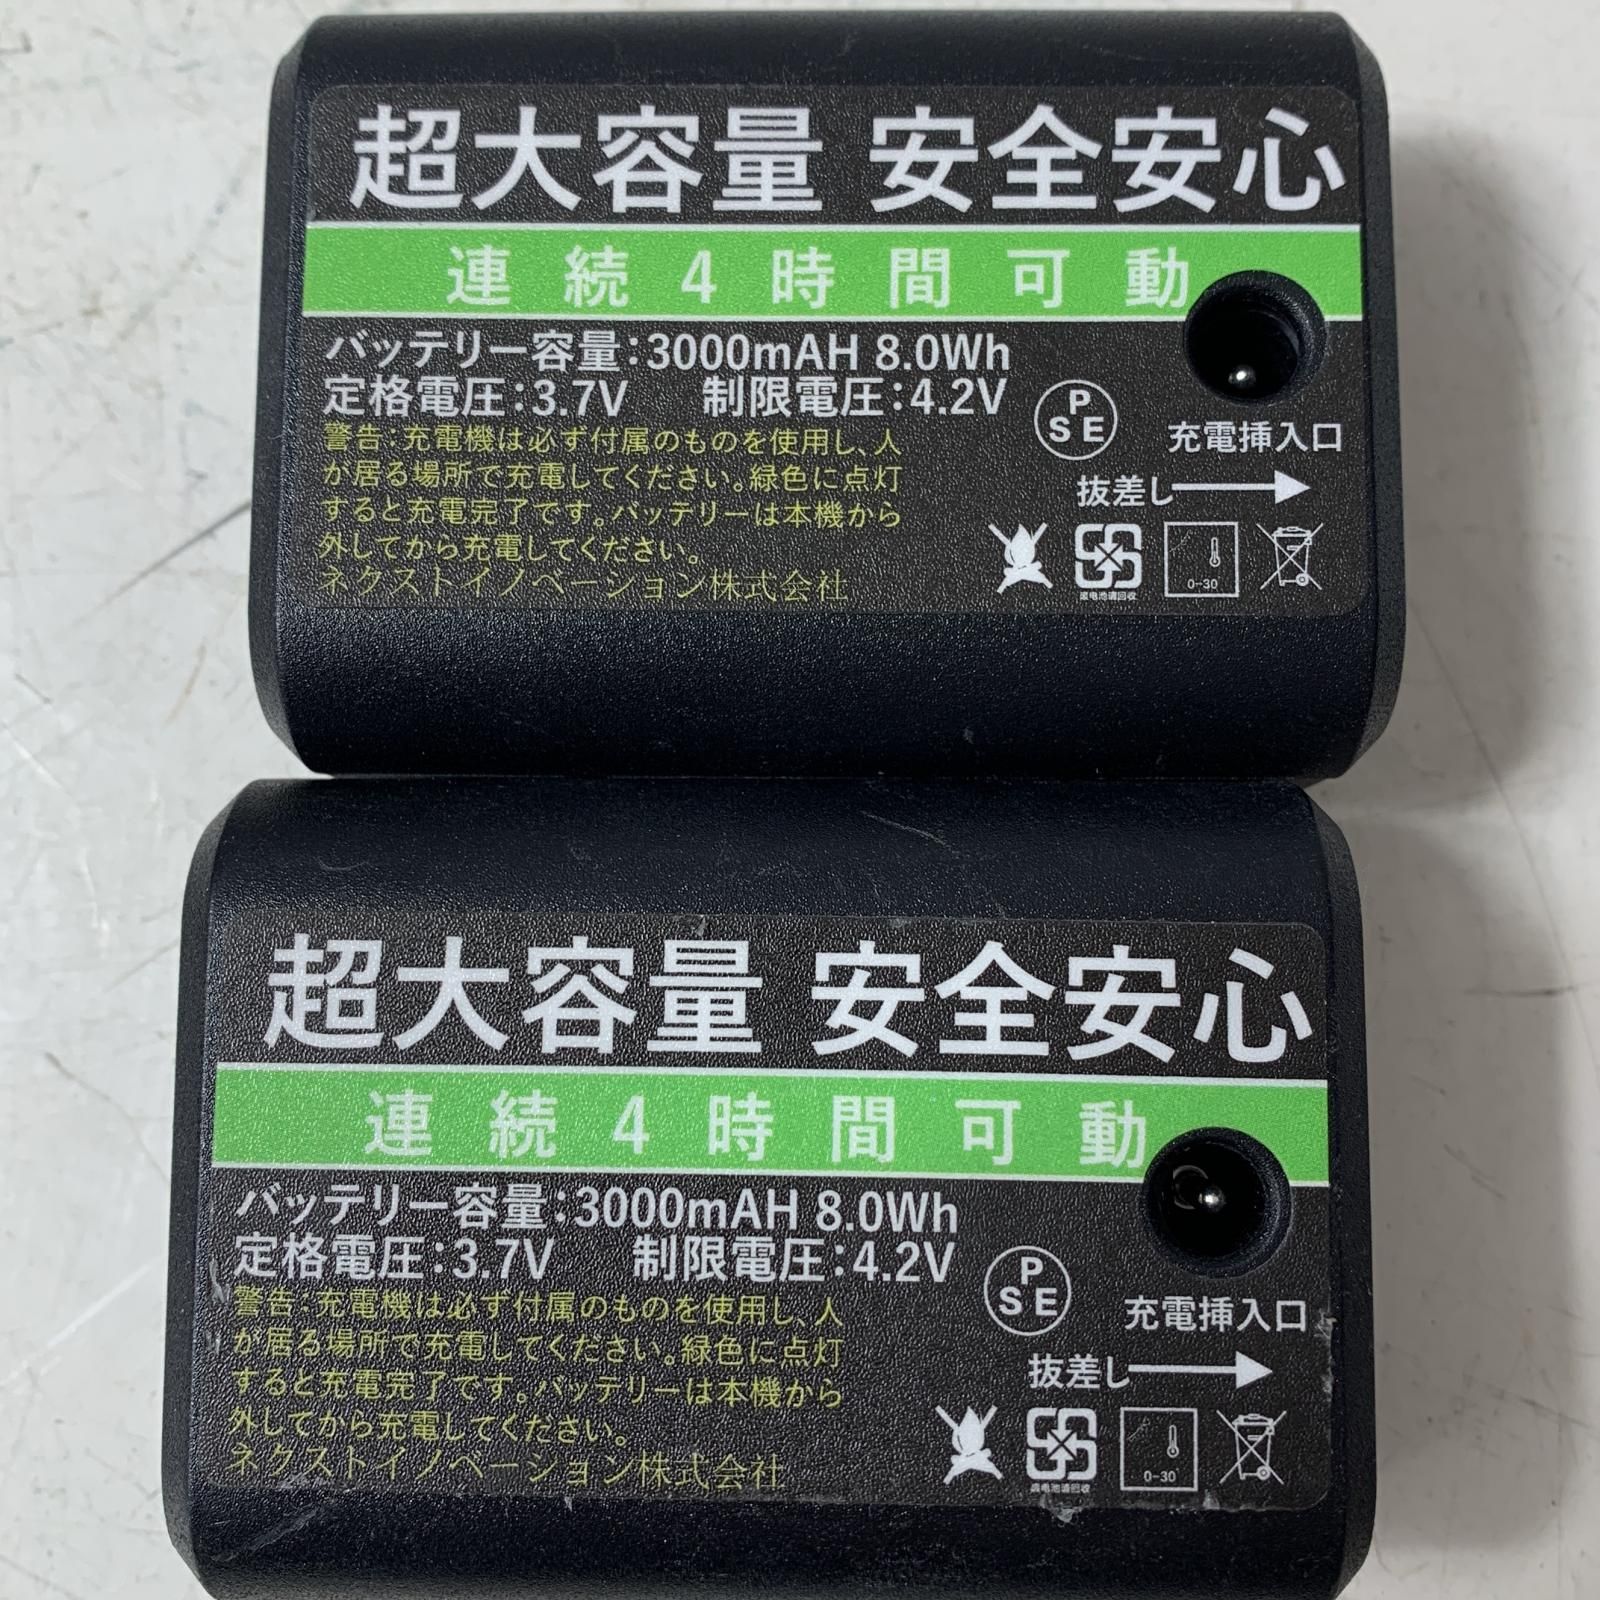 超大容量 安全安心
連続4時間可動
バッテリー容量:3000mAH 8.0Wh
定格電圧:3.7V 制限電圧:4.2V
PSE
充電挿入口
抜差し
警告:充電機は必ず付属のものを使用し、人
が居る場所で充電してください。緑色に点灯
すると充電完了です。バッテリーは本機から
外してから充電してください。
ネクストイノベーション株式会社
0-30
电池请回收
超大容量 安全安心
連続4時間可動
バッテリー容量:3000mAH 8.0Wh
定格電圧:3.7V 制限電圧:4.2V
PSE
充電挿入口
抜差し
警告:充電機は必ず付属のものを使用し、人
が居る場所で充電してください。緑色に点灯
すると充電完了です。バッテリーは本機から
外してから充電してください。
ネクストイノベーション株式会社
0-30
电池请回收